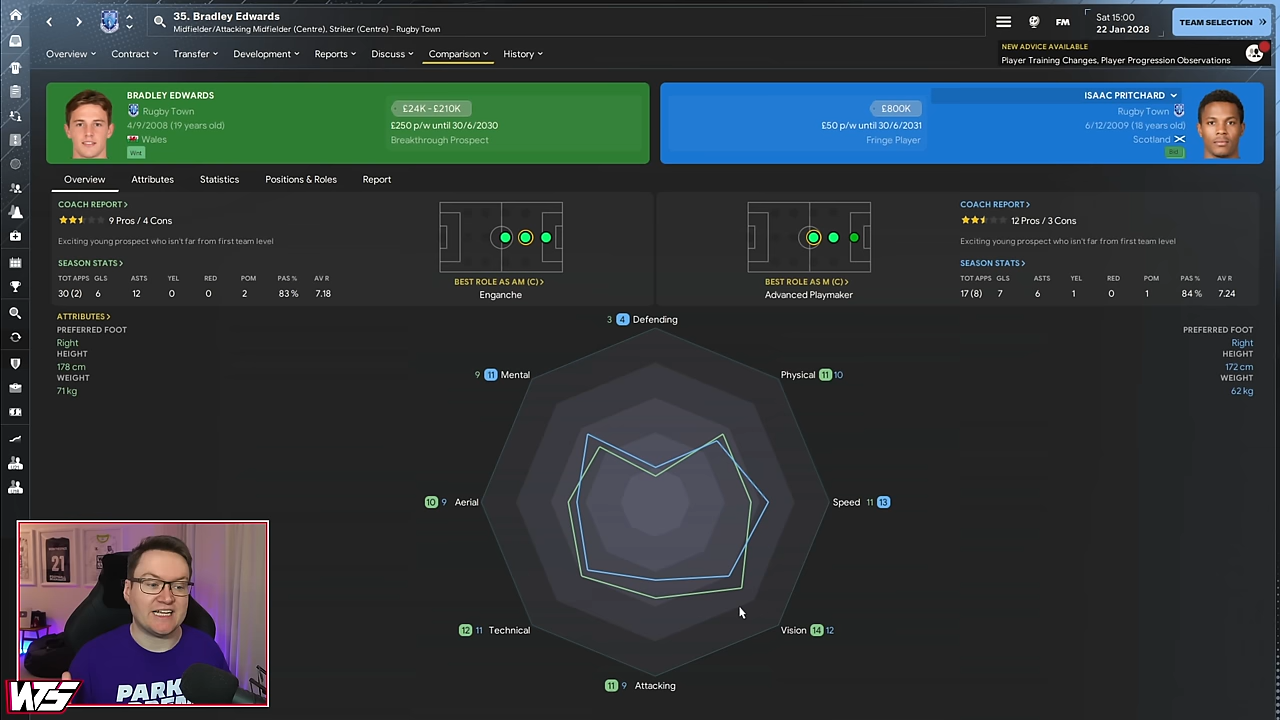 35. Bradley Edwards
Midfielder/Attacking Midfielder (Centre), Striker (Centre) - Rugby Town
FM
Sat 15:00
22 Jan 2028
TEAM SELECTION
Overview
Contract
Transfer
Development
Reports
Discuss
Comparison
History
NEW ADVICE AVAILABLE
Player Training Changes, Player Progression Observations
BRADLEY EDWARDS
Rugby Town
4/9/2008 (19 years old)
Wales
Wnt
£24K - £210K
£250 p/w until 30/6/2030
Breakthrough Prospect
£800K
£50 p/w until 30/6/2031
Fringe Player
ISAAC PRITCHARD
Rugby Town
6/12/2009 (18 years old)
Scotland
Overview
Attributes
Statistics
Positions & Roles
Report
COACH REPORT >
9 Pros / 4 Cons
Exciting young prospect who isn't far from first team level
SEASON STATS >
TOT APPS GLS ASTS YEL RED POM PAS % AV R
30 (2) 6 12 0 0 2 83 % 7.18
BEST ROLE AS AM (C) >
Enganche
BEST ROLE AS M (C) >
Advanced Playmaker
COACH REPORT >
12 Pros / 3 Cons
Exciting young prospect who isn't far from first team level
SEASON STATS >
TOT APPS GLS ASTS YEL RED POM PAS % AV R
17 (8) 7 6 1 0 1 84 % 7.24
ATTRIBUTES >
PREFERRED FOOT
Right
HEIGHT
178 cm
WEIGHT
71 kg
PREFERRED FOOT
Right
HEIGHT
172 cm
WEIGHT
62 kg
3 4 Defending
9 11 Mental
Physical 11 10
10 9 Aerial
Speed 11 13
12 11 Technical
Vision 14 12
11 9 Attacking
21
PARK
WTS